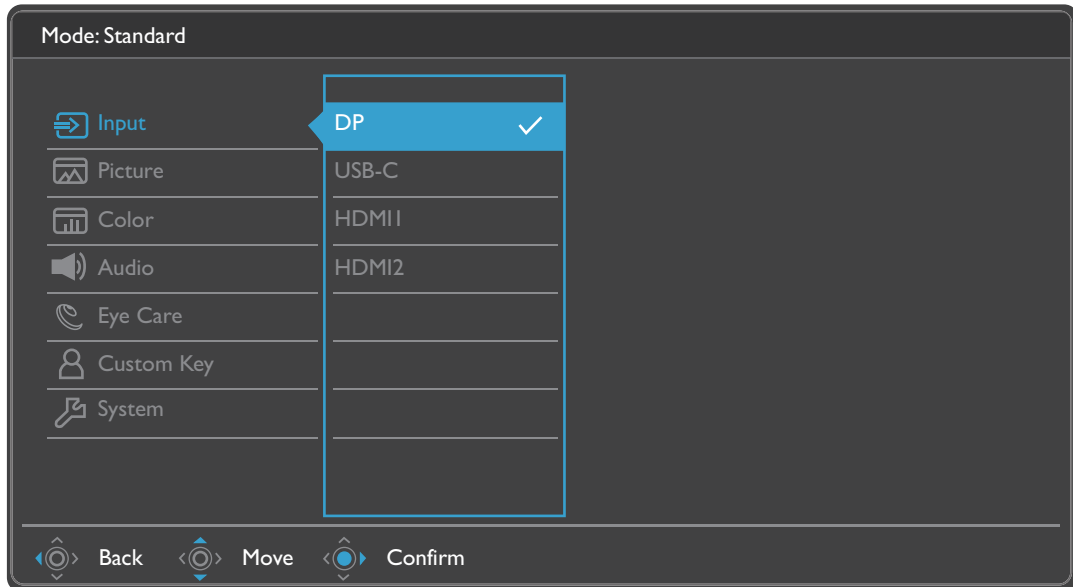 Mode: Standard
Input
Picture
Color
Audio
Eye Care
Custom Key
System
DP
USB-C
HDMI1
HDMI2
Back Move Confirm